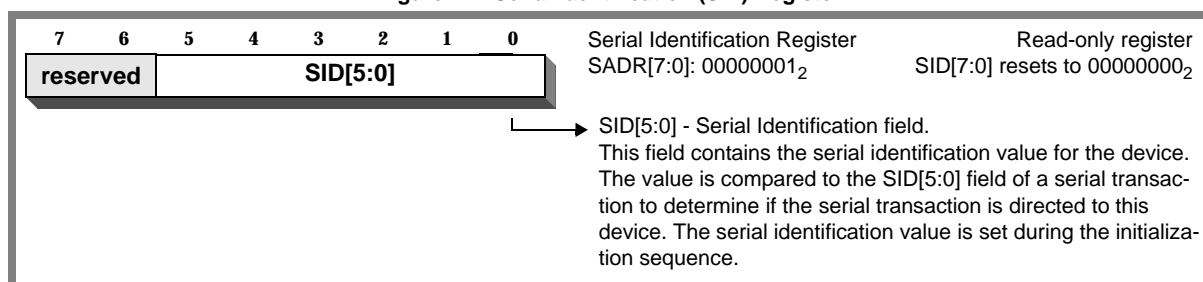 7 6 5 4 3 2 1 0
reserved SID[5:0]
Serial Identification Register
SADR[7:0]: 00000001₂
Read-only register
SID[7:0] resets to 00000000₂
SID[5:0] - Serial Identification field.
This field contains the serial identification value for the device.
The value is compared to the SID[5:0] field of a serial transac-
tion to determine if the serial transaction is directed to this
device. The serial identification value is set during the initializa-
tion sequence.